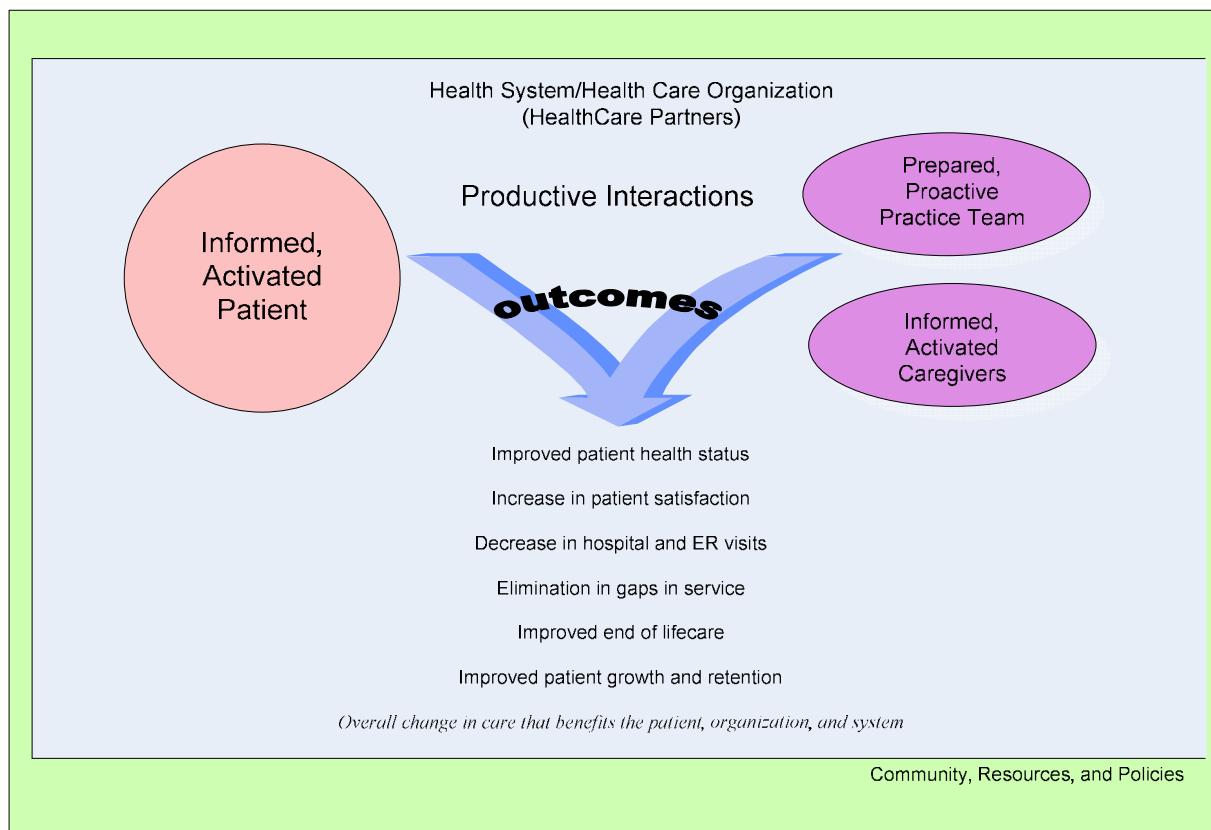 Health System/Health Care Organization
(HealthCare Partners)
Productive Interactions
Informed,
Activated
Patient
Prepared,
Proactive
Practice Team
outcomes
Informed,
Activated
Caregivers
Improved patient health status
Increase in patient satisfaction
Decrease in hospital and ER visits
Elimination in gaps in service
Improved end of lifecare
Improved patient growth and retention
Overall change in care that benefits the patient, organization, and system
Community, Resources, and Policies